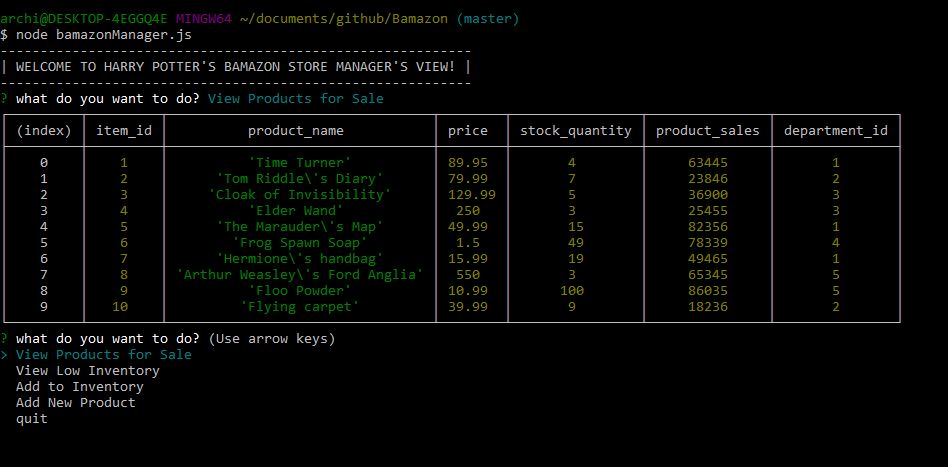 archi@DESKTOP-4EGGQ4E MINGW64 ~/documents/github/Bamazon (master)
$ node bamazonManager.js
-----------------------------------------------------------
| WELCOME TO HARRY POTTER'S BAMAZON STORE MANAGER'S VIEW! |
-----------------------------------------------------------
? what do you want to do? View Products for Sale
(index) item_id product_name price stock_quantity product_sales department_id
0 1 'Time Turner' 89.95 4 63445 1
1 2 'Tom Riddle\'s Diary' 79.99 7 23846 2
2 3 'Cloak of Invisibility' 129.99 5 36900 3
3 4 'Elder Wand' 250 3 25455 3
4 5 'The Marauder\'s Map' 49.99 15 82356 1
5 6 'Frog Spawn Soap' 1.5 49 78339 4
6 7 'Hermione\'s handbag' 15.99 19 49465 1
7 8 'Arthur Weasley\'s Ford Anglia' 550 3 65345 5
8 9 'Floo Powder' 10.99 100 86035 5
9 10 'Flying carpet' 39.99 9 18236 2
? what do you want to do? (Use arrow keys)
> View Products for Sale
View Low Inventory
Add to Inventory
Add New Product
quit